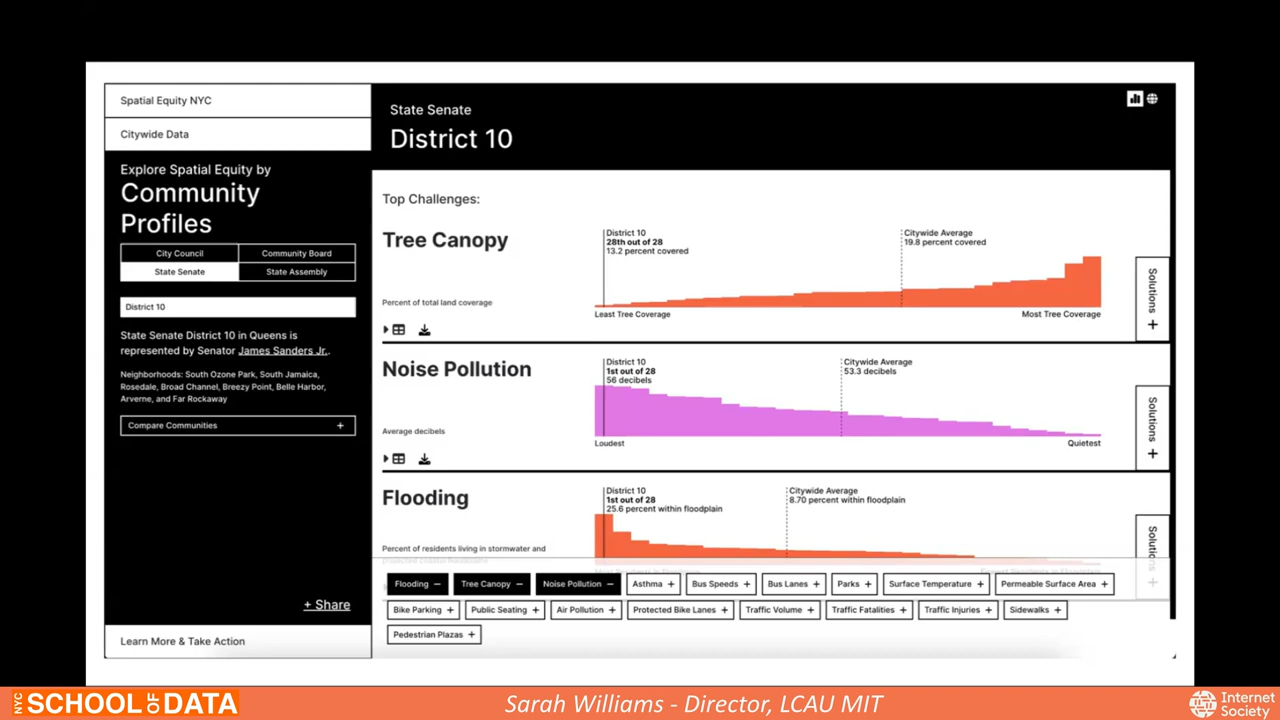 Spatial Equity NYC
Citywide Data
Explore Spatial Equity by
Community
Profiles
City Council
Community Board
State Senate
State Assembly
District 10
State Senate District 10 in Queens is
represented by Senator James Sanders Jr..
Neighborhoods: South Ozone Park, South Jamaica,
Rosedale, Broad Channel, Breezy Point, Belle Harbor,
Arverne, and Far Rockaway
Compare Communities +
+ Share
Learn More & Take Action
State Senate
District 10
Top Challenges:
Tree Canopy
Percent of total land coverage
District 10
28th out of 28
13.2 percent covered
Citywide Average
19.8 percent covered
Least Tree Coverage
Most Tree Coverage
Solutions +
Noise Pollution
Average decibels
District 10
1st out of 28
56 decibels
Citywide Average
53.3 decibels
Loudest
Quietest
Solutions +
Flooding
Percent of residents living in stormwater and
District 10
1st out of 28
25.6 percent within floodplain
Citywide Average
8.70 percent within floodplain
Flooding −
Tree Canopy −
Noise Pollution −
Asthma +
Bus Speeds +
Bus Lanes +
Parks +
Surface Temperature +
Permeable Surface Area +
Bike Parking +
Public Seating +
Air Pollution +
Protected Bike Lanes +
Traffic Volume +
Traffic Fatalities +
Traffic Injuries +
Sidewalks +
Pedestrian Plazas +
NYC SCHOOL OF DATA
Sarah Williams - Director, LCAU MIT
Internet
Society